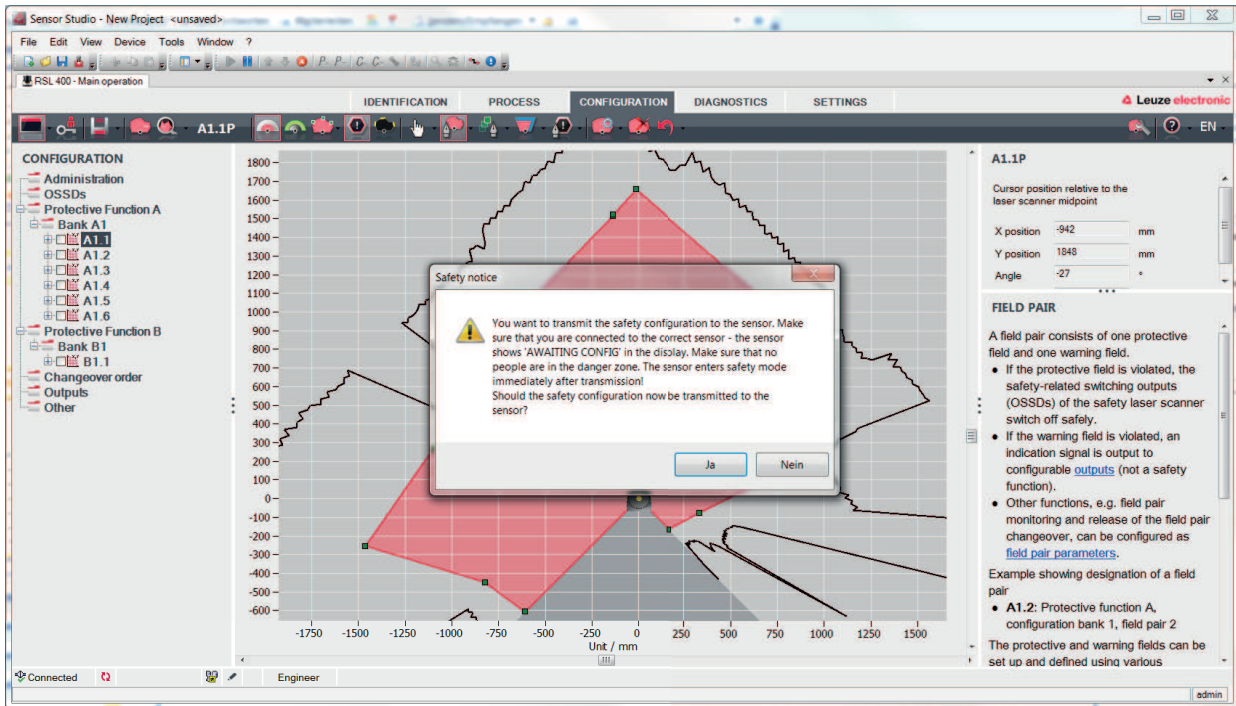 Sensor Studio - New Project <unsaved>
File Edit View Device Tools Window ?
P- P- C- C-
RSL 400 - Main operation
IDENTIFICATION PROCESS CONFIGURATION DIAGNOSTICS SETTINGS
Leuze electronic
A1.1P
EN
CONFIGURATION
Administration
OSSDs
Protective Function A
Bank A1
A1.1
A1.2
A1.3
A1.4
A1.5
A1.6
Protective Function B
Bank B1
B1.1
Changeover order
Outputs
Other
1800
1700
1600
1500
1400
1300
1200
1100
1000
900
800
700
600
500
400
300
200
100
0
-100
-200
-300
-400
-500
-600
-1750 -1500 -1250 -1000 -750 -500 -250 0 250 500 750 1000 1250 1500
Unit / mm
Safety notice
You want to transmit the safety configuration to the sensor. Make
sure that you are connected to the correct sensor - the sensor
shows 'AWAITING CONFIG' in the display. Make sure that no
people are in the danger zone. The sensor enters safety mode
immediately after transmission!
Should the safety configuration now be transmitted to the
sensor?
Ja Nein
A1.1P
Cursor position relative to the
laser scanner midpoint
X position -942 mm
Y position 1848 mm
Angle -27 °
FIELD PAIR
A field pair consists of one protective
field and one warning field.
• If the protective field is violated, the
safety-related switching outputs
(OSSDs) of the safety laser scanner
switch off safely.
• If the warning field is violated, an
indication signal is output to
configurable outputs (not a safety
function).
• Other functions, e.g. field pair
monitoring and release of the field pair
changeover, can be configured as
field pair parameters.
Example showing designation of a field
pair
• A1.2: Protective function A,
configuration bank 1, field pair 2
The protective and warning fields can be
set up and defined using various
Connected
Engineer
admin